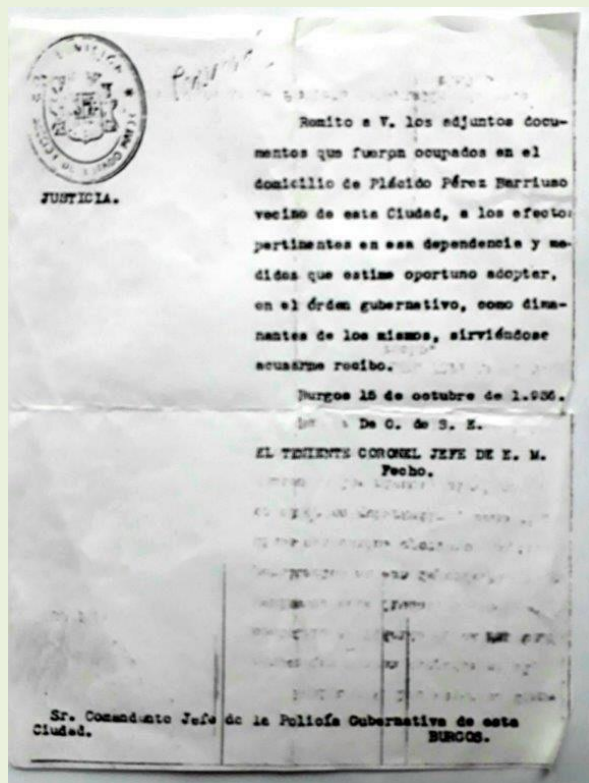 JUSTICIA.
Remito a V. los adjuntos docu-
mentos que fueron ocupados en el
domicilio de Plácido Pérez Barriuso
vecino de esta Ciudad, a los efectos
pertinentes en esa dependencia y me-
didas que estime oportuno adopter,
en el órden gubernativo, como dima-
nantes de los mismos, sirviéndose
acusarme recibo.
Burgos 15 de octubre de 1.936.
De O. de S. E.
EL TENIENTE CORONEL JEFE DE E. M.
Pecho.
Sr. Comandante Jefe de la Policía Gubernativa de esta
Ciudad.
BURGOS.